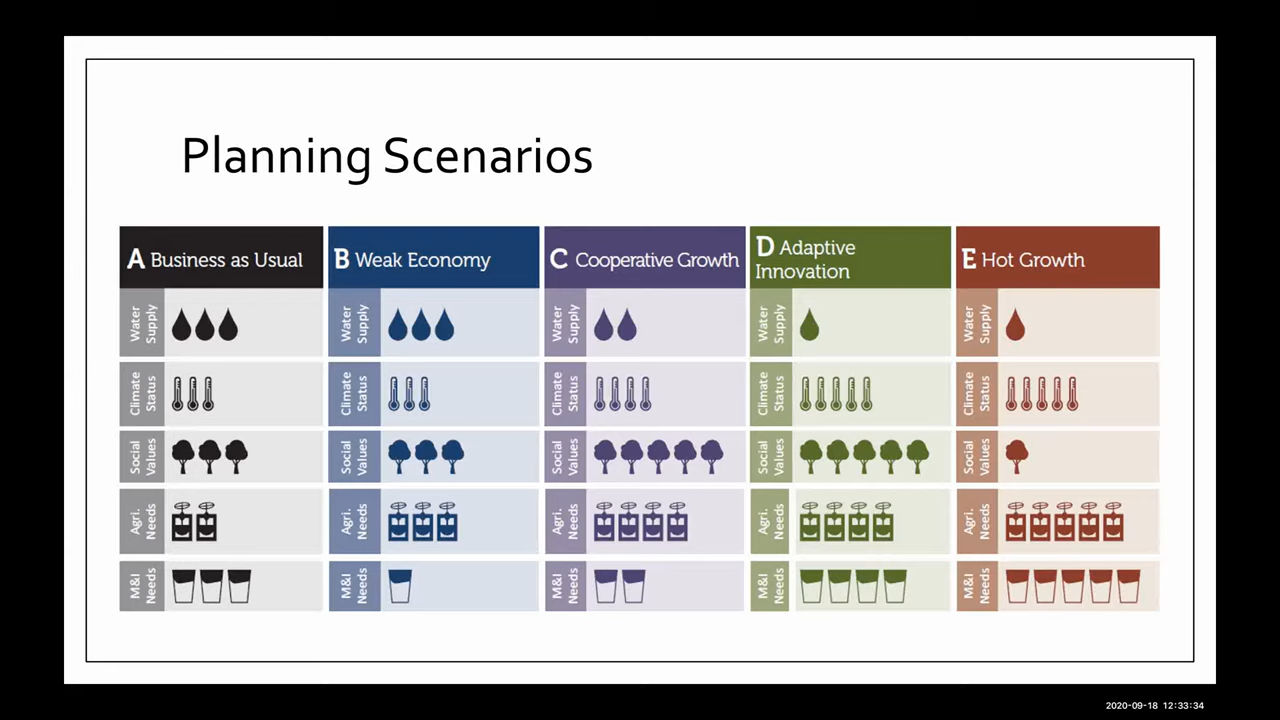 Planning Scenarios
A Business as Usual
B Weak Economy
C Cooperative Growth
D Adaptive
Innovation
E Hot Growth
Water
Supply
Water
Supply
Water
Supply
Water
Supply
Water
Supply
Climate
Status
Climate
Status
Climate
Status
Climate
Status
Climate
Status
Social
Values
Social
Values
Social
Values
Social
Values
Social
Values
Agri.
Needs
Agri.
Needs
Agri.
Needs
Agri.
Needs
Agri.
Needs
M&I
Needs
M&I
Needs
M&I
Needs
M&I
Needs
M&I
Needs
2020-09-18 12:33:34